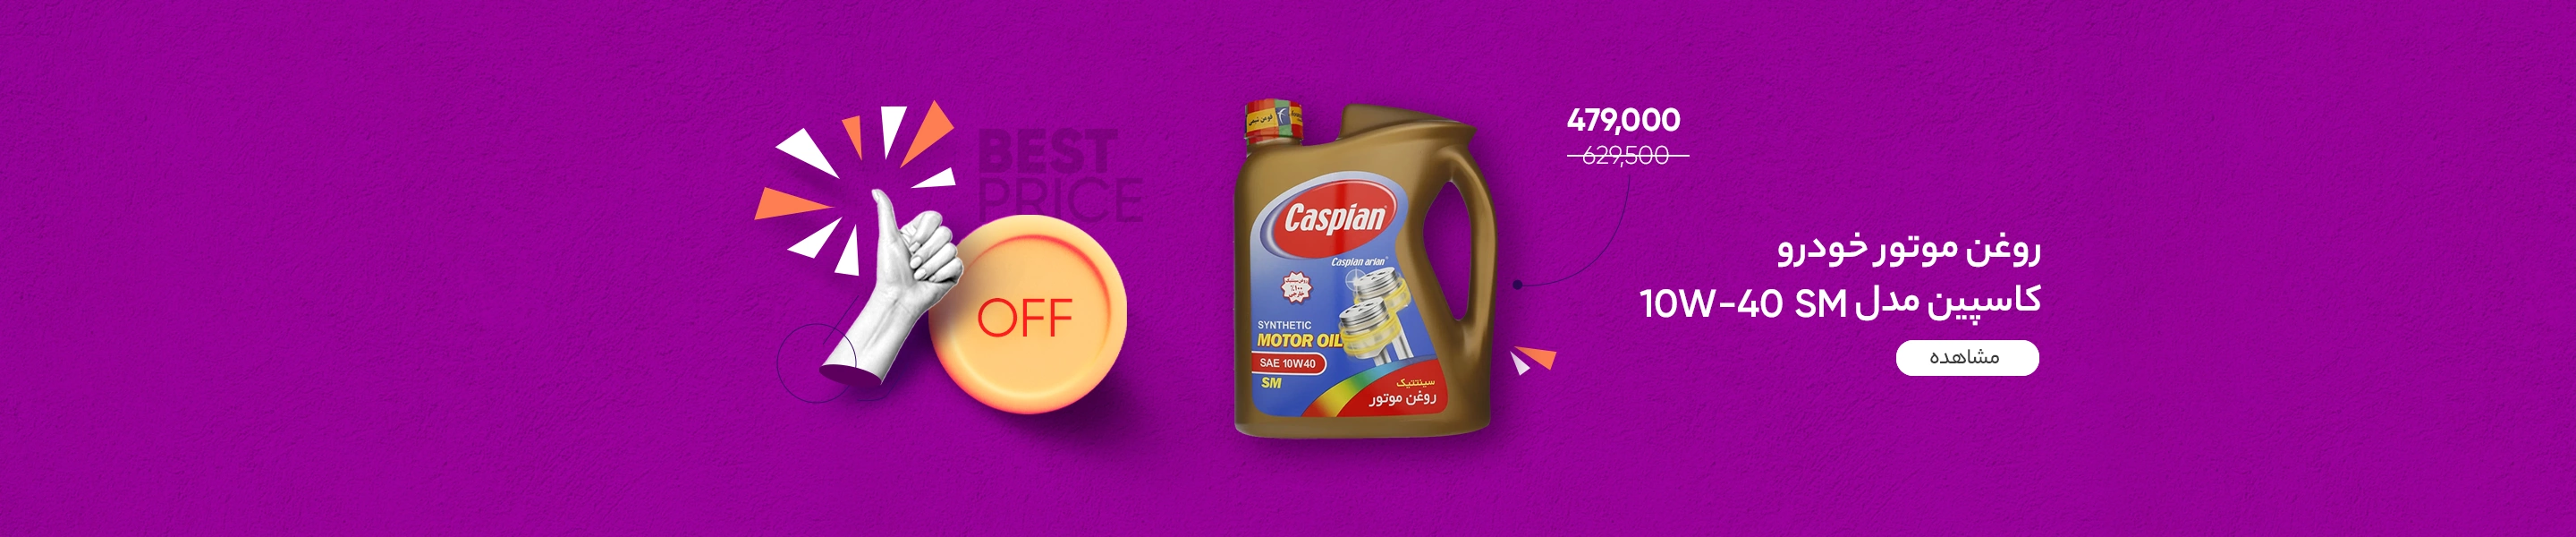 479,000
629,500
روغن موتور خودرو
کاسپین مدل 10W-40 SM
مشاهده
BEST
PRICE
OFF
Caspian
Caspian arian
۱۰۰٪
SYNTHETIC
MOTOR OIL
SAE 10W40
SM
سینتتیک
روغن موتور